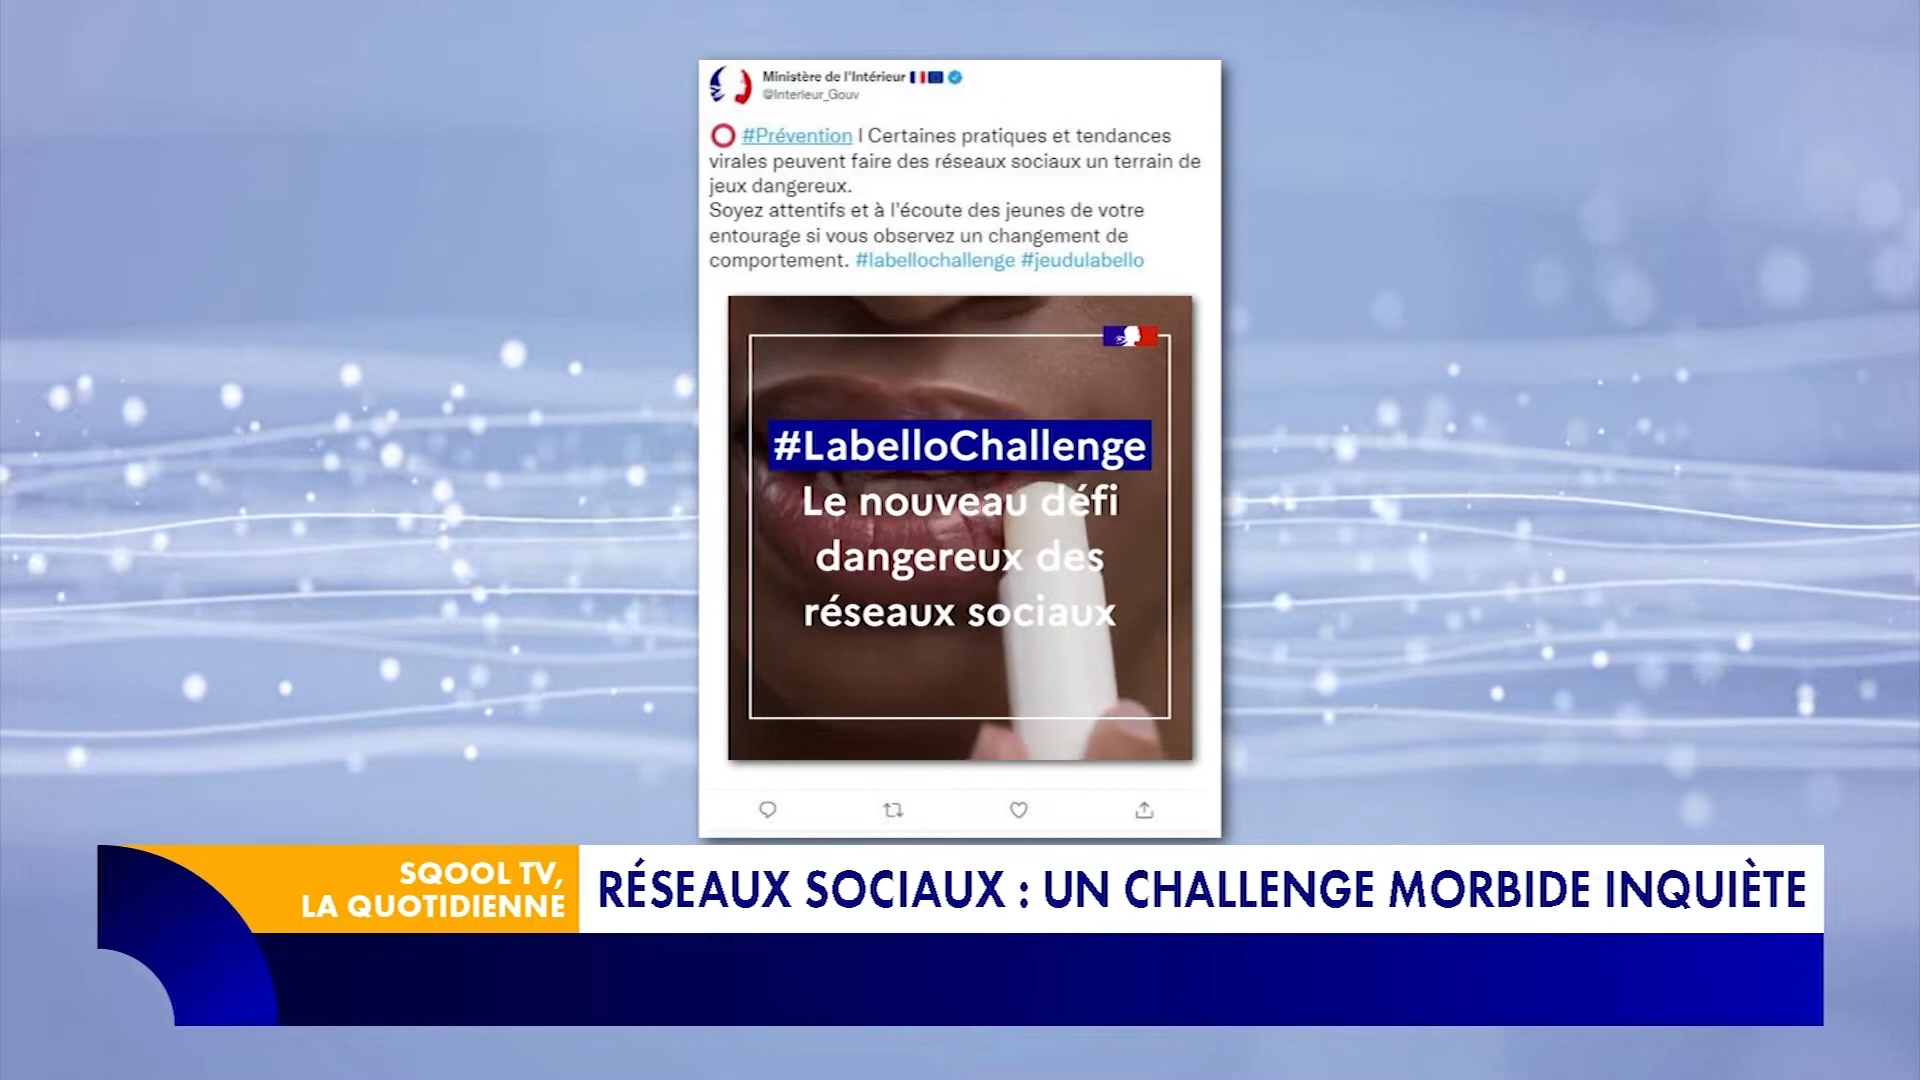 Ministère de l'Intérieur
@Interieur_Gouv
#Prévention I Certaines pratiques et tendances
virales peuvent faire des réseaux sociaux un terrain de
jeux dangereux.
Soyez attentifs et à l'écoute des jeunes de votre
entourage si vous observez un changement de
comportement. #labellochallenge #jeudulabello
#LabelloChallenge
Le nouveau défi
dangereux des
réseaux sociaux
SQOOL TV,
LA QUOTIDIENNE
RÉSEAUX SOCIAUX : UN CHALLENGE MORBIDE INQUIÈTE